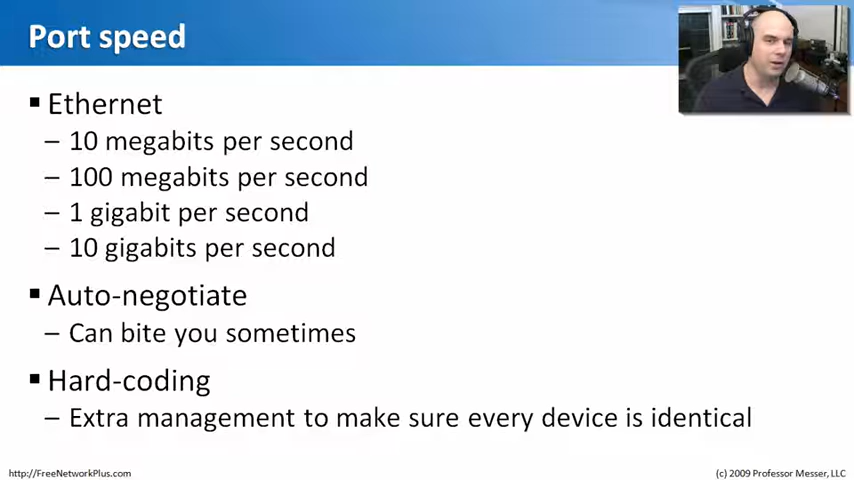 Port speed
▪ Ethernet
– 10 megabits per second
– 100 megabits per second
– 1 gigabit per second
– 10 gigabits per second
▪ Auto-negotiate
– Can bite you sometimes
▪ Hard-coding
– Extra management to make sure every device is identical
http://FreeNetworkPlus.com
(c) 2009 Professor Messer, LLC